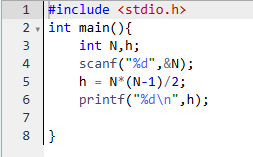 1 #include <stdio.h>
2 int main(){
3     int N,h;
4     scanf("%d",&N);
5     h = N*(N-1)/2;
6     printf("%d\n",h);
7
8 }